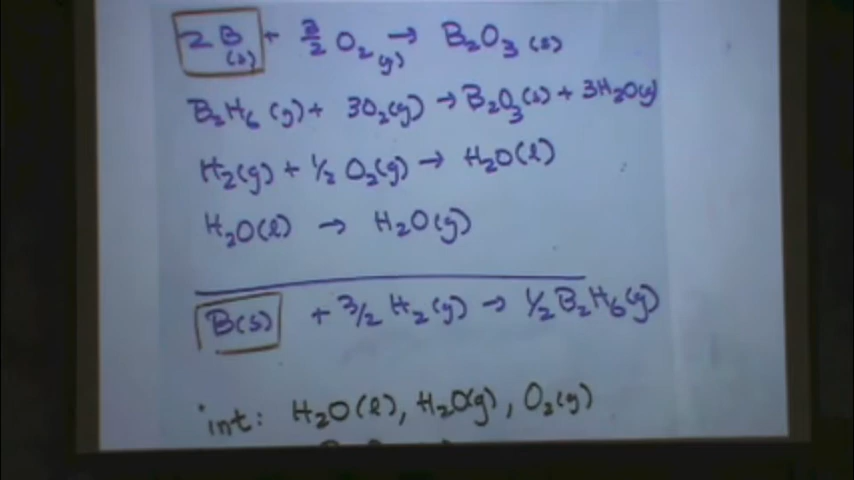 2 B (s) + 3/2 O2 (g) → B2O3 (s)
B2H6 (g) + 3O2(g) → B2O3(s) + 3H2O(g)
H2(g) + 1/2 O2(g) → H2O(l)
H2O(l) → H2O(g)
B(s) + 3/2 H2(g) → 1/2 B2H6(g)
int: H2O(l), H2O(g), O2(g)